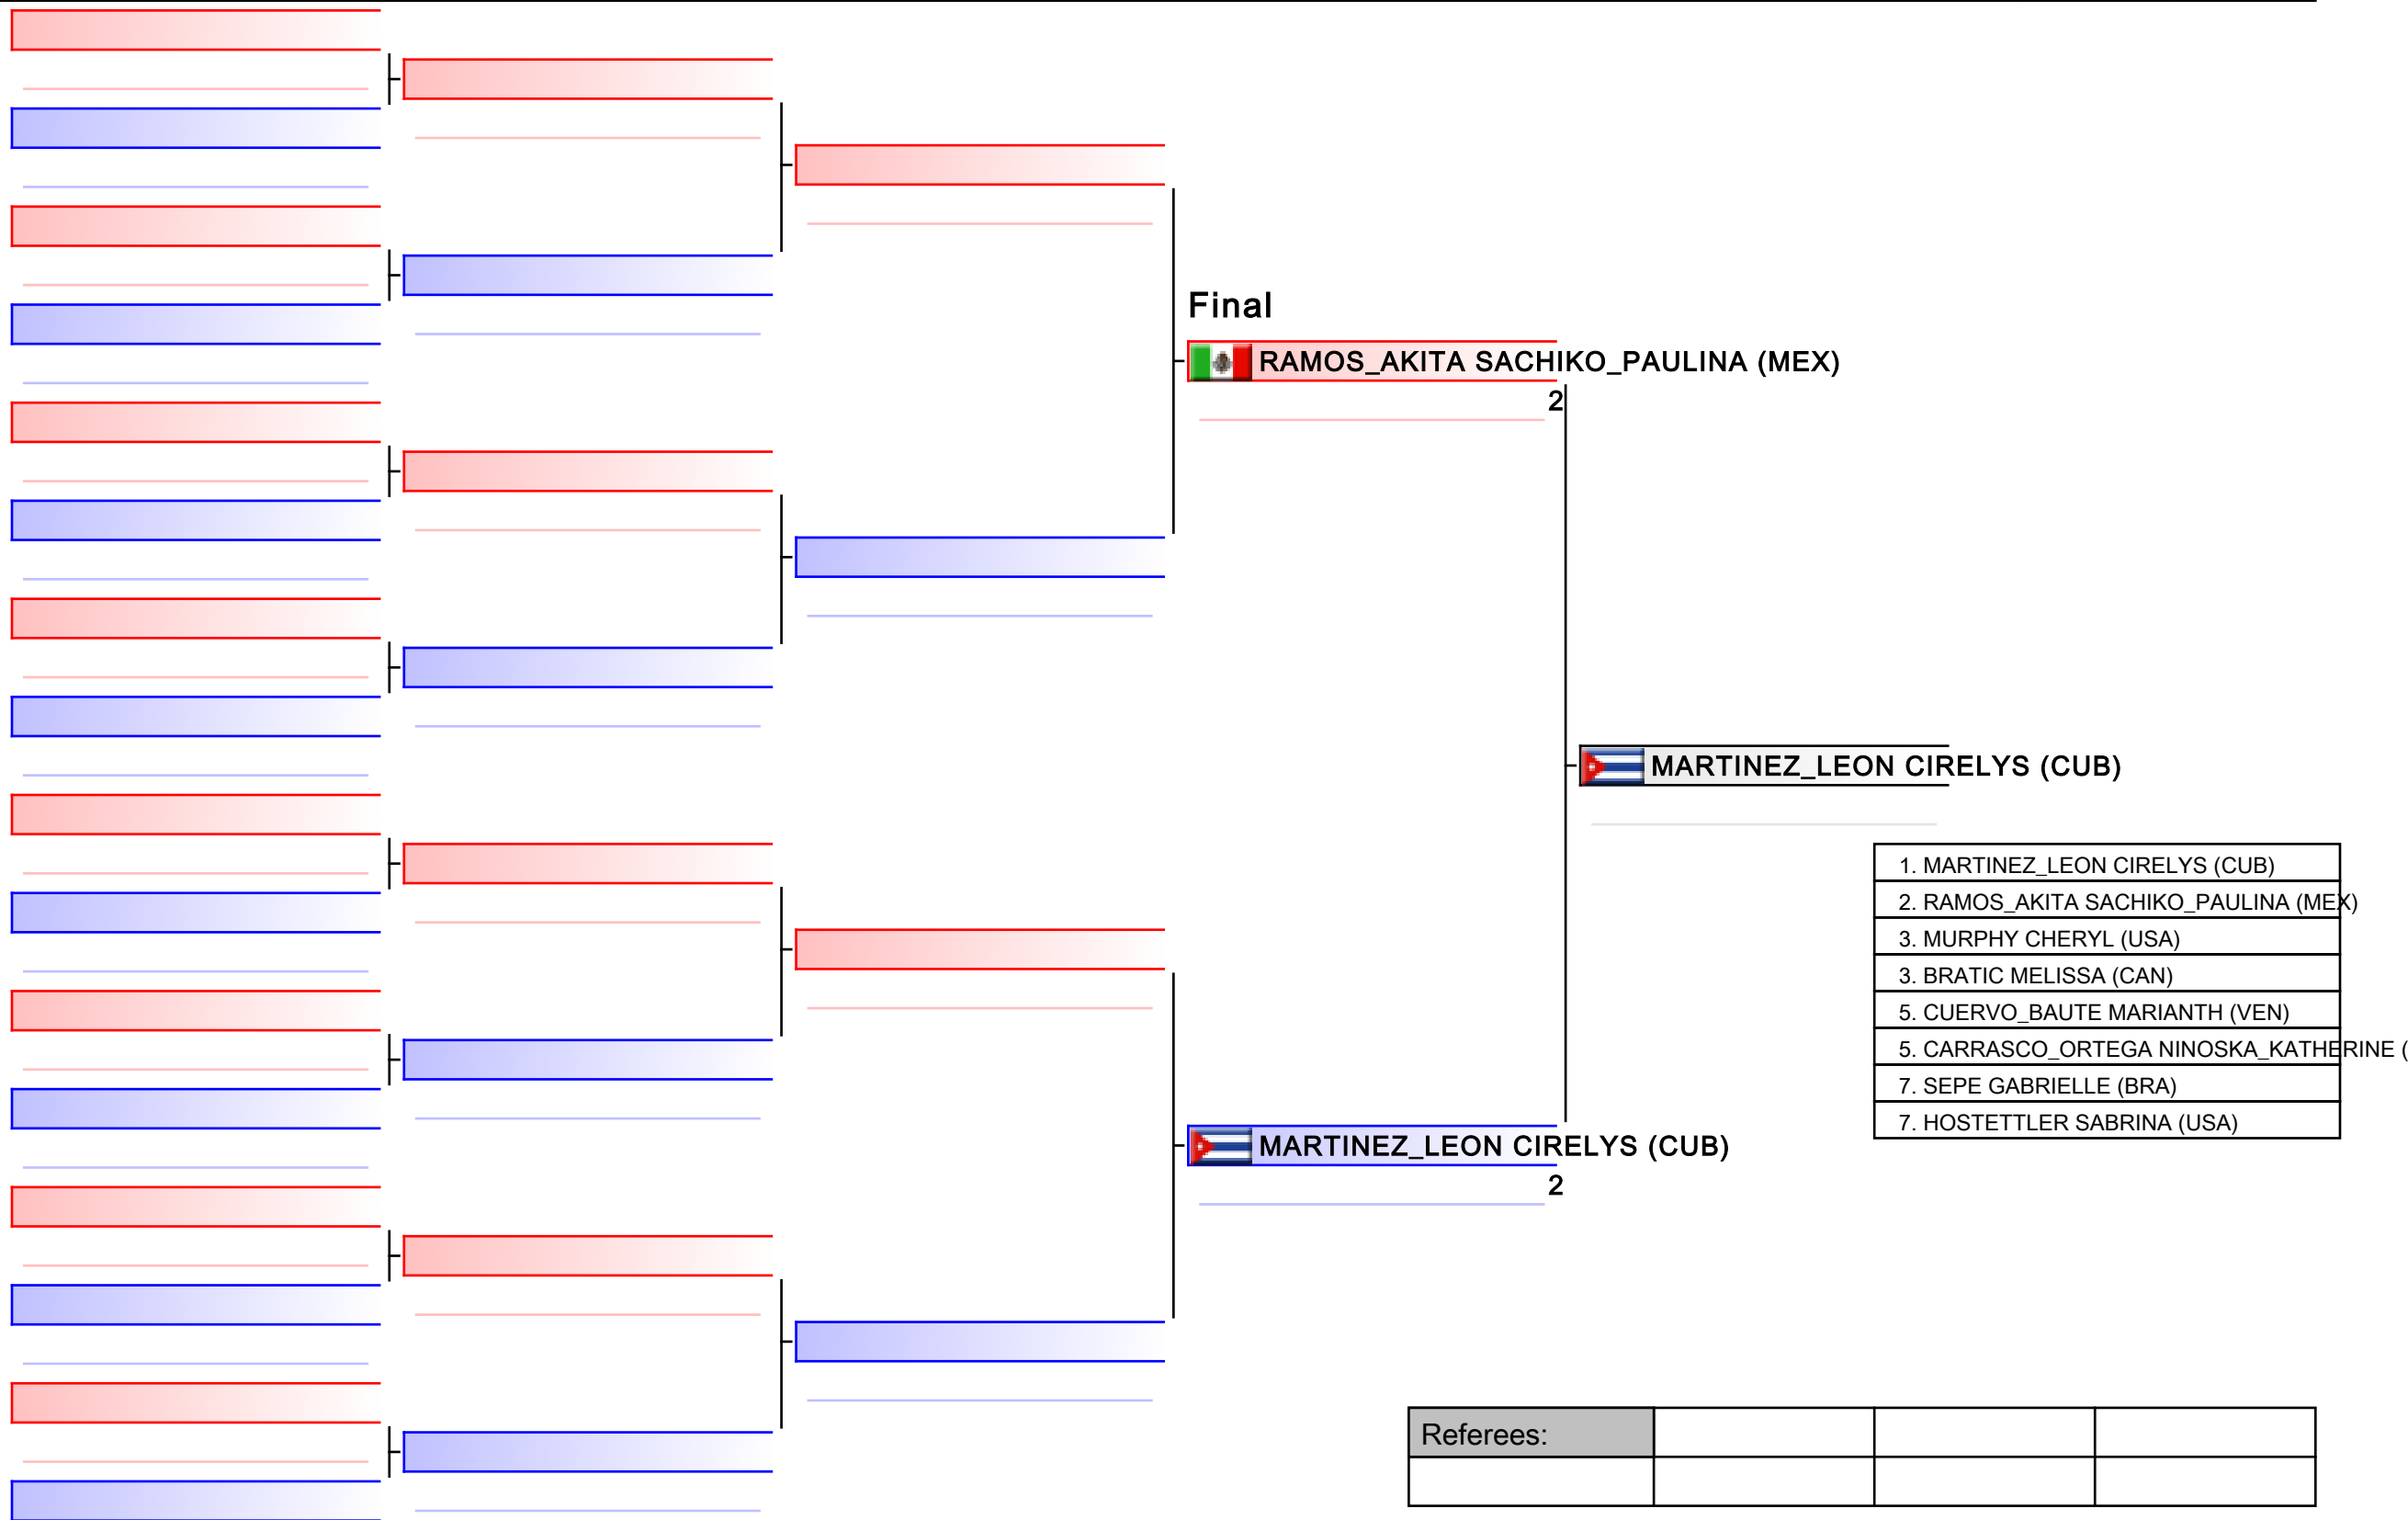 Final
RAMOS_AKITA SACHIKO_PAULINA (MEX)
2
MARTINEZ_LEON CIRELYS (CUB)
1. MARTINEZ_LEON CIRELYS (CUB)
2. RAMOS_AKITA SACHIKO_PAULINA (MEX)
3. MURPHY CHERYL (USA)
3. BRATIC MELISSA (CAN)
5. CUERVO_BAUTE MARIANTH (VEN)
5. CARRASCO_ORTEGA NINOSKA_KATHERINE (
7. SEPE GABRIELLE (BRA)
7. HOSTETTLER SABRINA (USA)
MARTINEZ_LEON CIRELYS (CUB)
2
Referees: